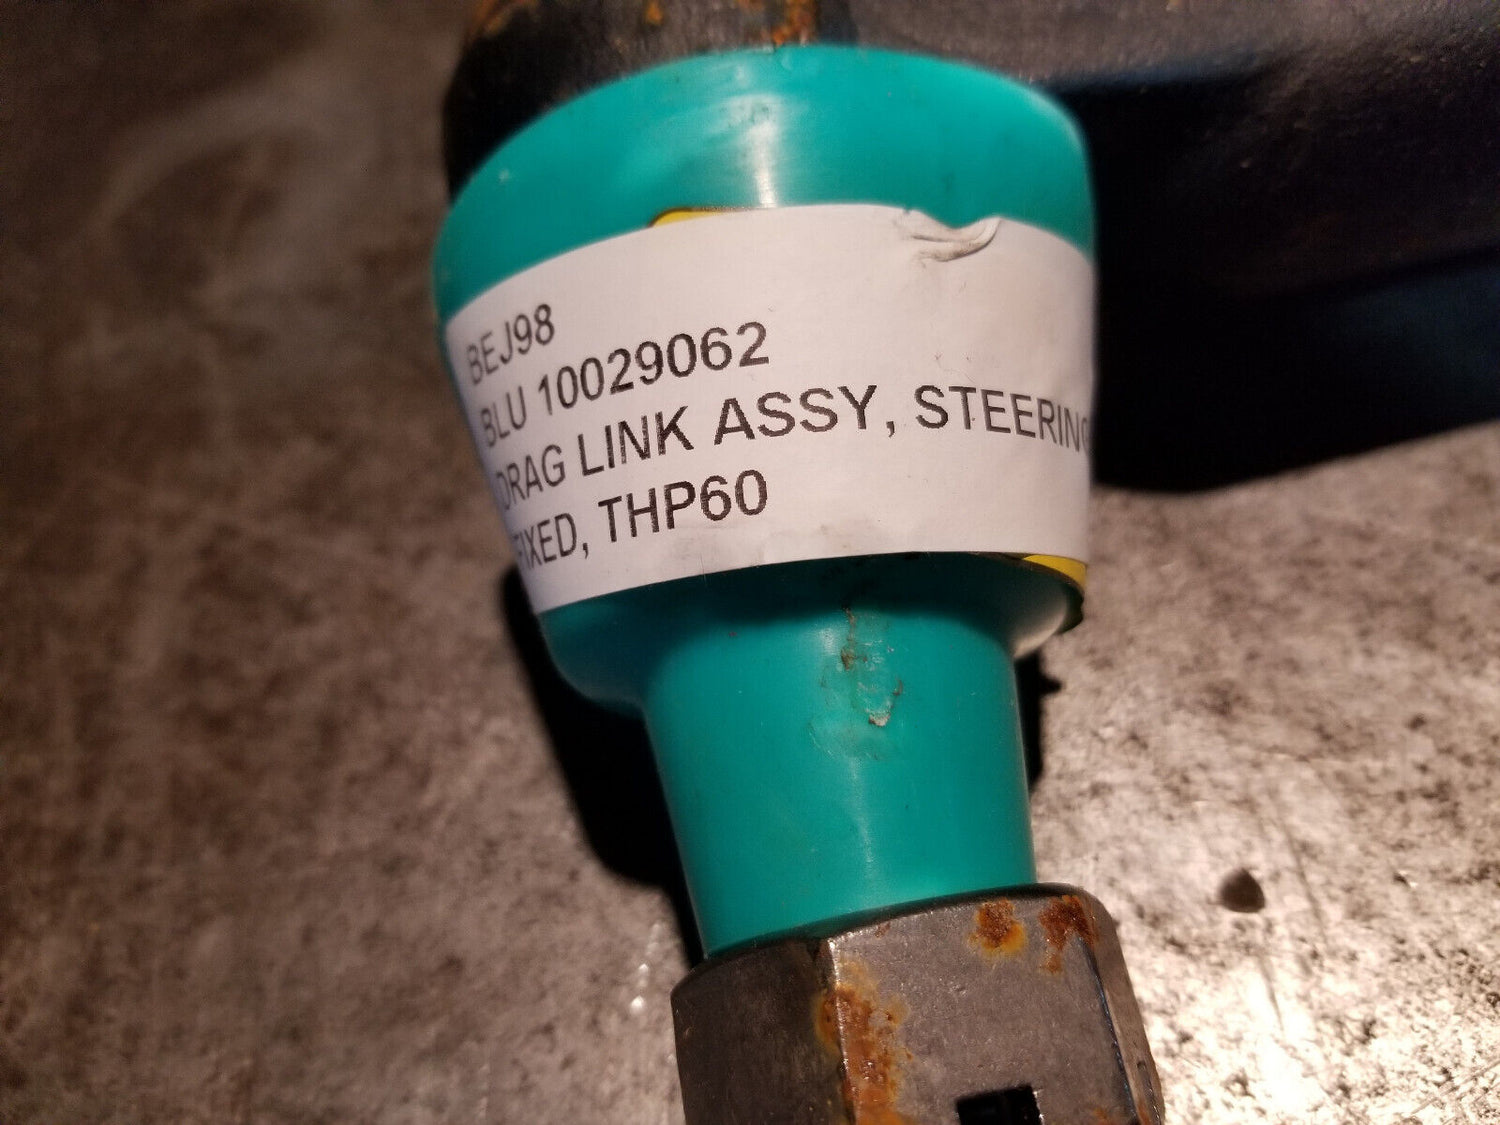 BEJ98
BLU 10029062
DRAG LINK ASSY, STEERING
FIXED, THP60